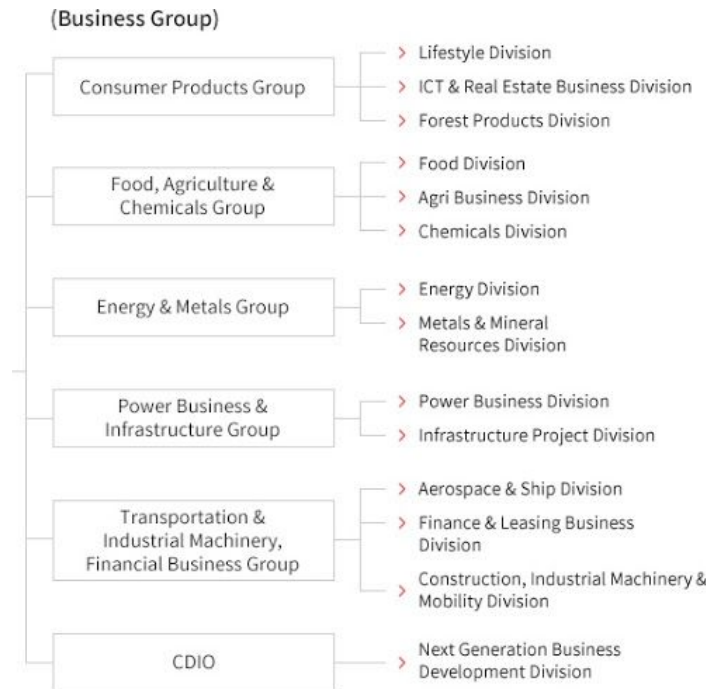 (Business Group)
Consumer Products Group
Lifestyle Division
ICT & Real Estate Business Division
Forest Products Division
Food, Agriculture &
Chemicals Group
Food Division
Agri Business Division
Chemicals Division
Energy & Metals Group
Energy Division
Metals & Mineral
Resources Division
Power Business &
Infrastructure Group
Power Business Division
Infrastructure Project Division
Transportation &
Industrial Machinery,
Financial Business Group
Aerospace & Ship Division
Finance & Leasing Business
Division
Construction, Industrial Machinery &
Mobility Division
CDIO
Next Generation Business
Development Division